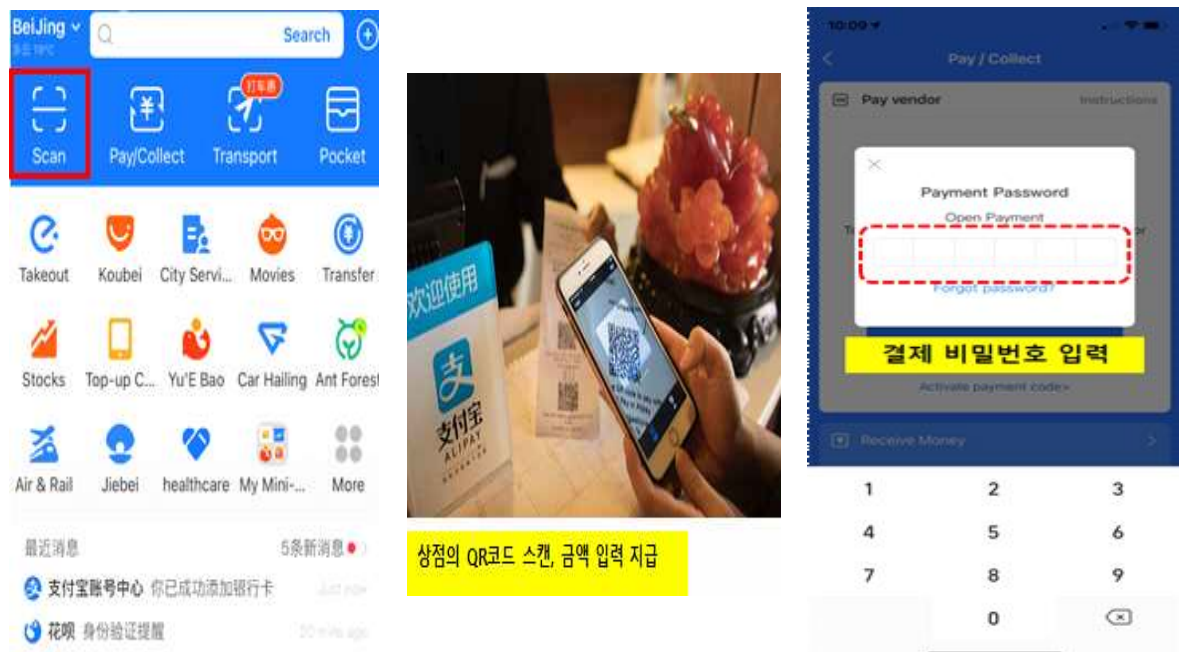 BeiJing
Search
打车惠
Scan
Pay/Collect
Transport
Pocket
Takeout
Koubei
City Servi...
Movies
Transfer
Stocks
Top-up C...
Yu'E Bao
Car Hailing
Ant Forest
Air & Rail
Jiebei
healthcare
My Mini-...
More
最近消息
5条新消息
支付宝账号中心 你已成功添加银行卡
Just now
花呗 身份验证提醒
欢迎使用
支
支付宝
ALIPAY
상점의 QR코드 스캔, 금액 입력 지급
10:09
Pay / Collect
Pay vendor
Instructions
Payment Password
Open Payment
Forgot password?
결제 비밀번호 입력
Activate payment code>
Receive Money
1 2 3
4 5 6
7 8 9
0